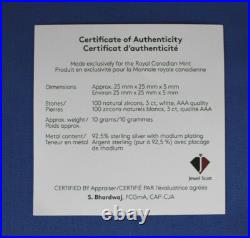 Certificate of Authenticity
Certificat d'authenticité
Made exclusively for the Royal Canadian Mint
Produit en exclusivité pour la Monnaie royale canadienne
Dimensions Approx. 25 mm x 25 mm x 5 mm
Environ 25 mm x 25 mm x 5 mm
Stones/ 100 natural zircons, 3 ct, white, AAA quality
Pierres 100 zircons naturels blancs, 3 ct, qualité AAA
Approx. weight 10 grams/10 grammes
Poids approx.
Metal content/ 92.5% sterling silver with rhodium plating
Teneur en métal Argent sterling (pur à 92,5 %) avec placage de
rhodium
Jewel Scott
CERTIFIED BY Appraiser/CERTIFIÉ PAR l'évaluatrice agréée
S. Bhardwaj, FCGmA, CAP-CJA